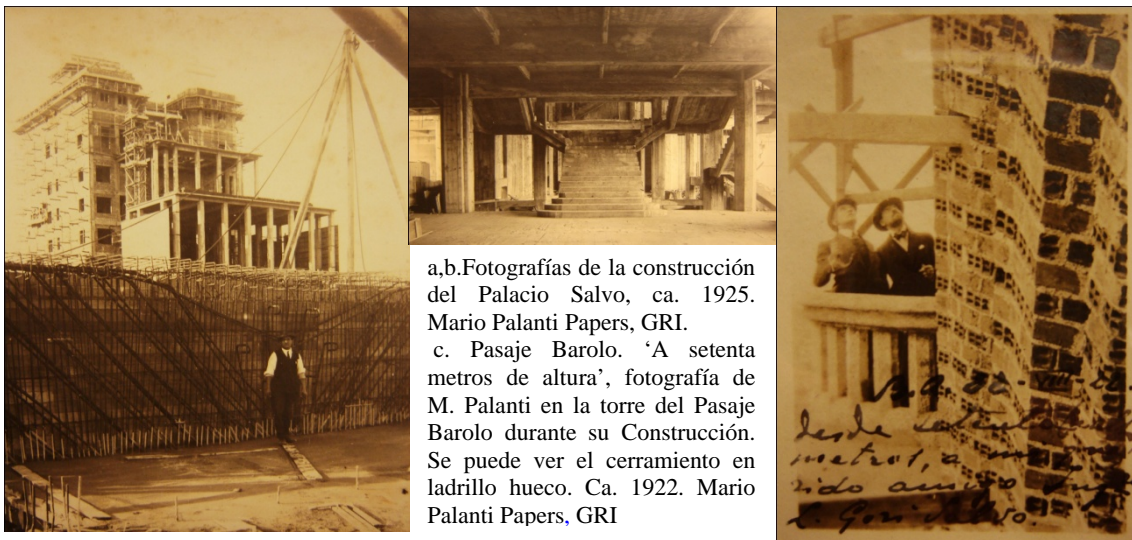 a,b.Fotografías de la construcción
del Palacio Salvo, ca. 1925.
Mario Palanti Papers, GRI.
c. Pasaje Barolo. ‘A setenta
metros de altura’, fotografía de
M. Palanti en la torre del Pasaje
Barolo durante su Construcción.
Se puede ver el cerramiento en
ladrillo hueco. Ca. 1922. Mario
Palanti Papers, GRI
desde
metros, a
L. Gori Salvo.